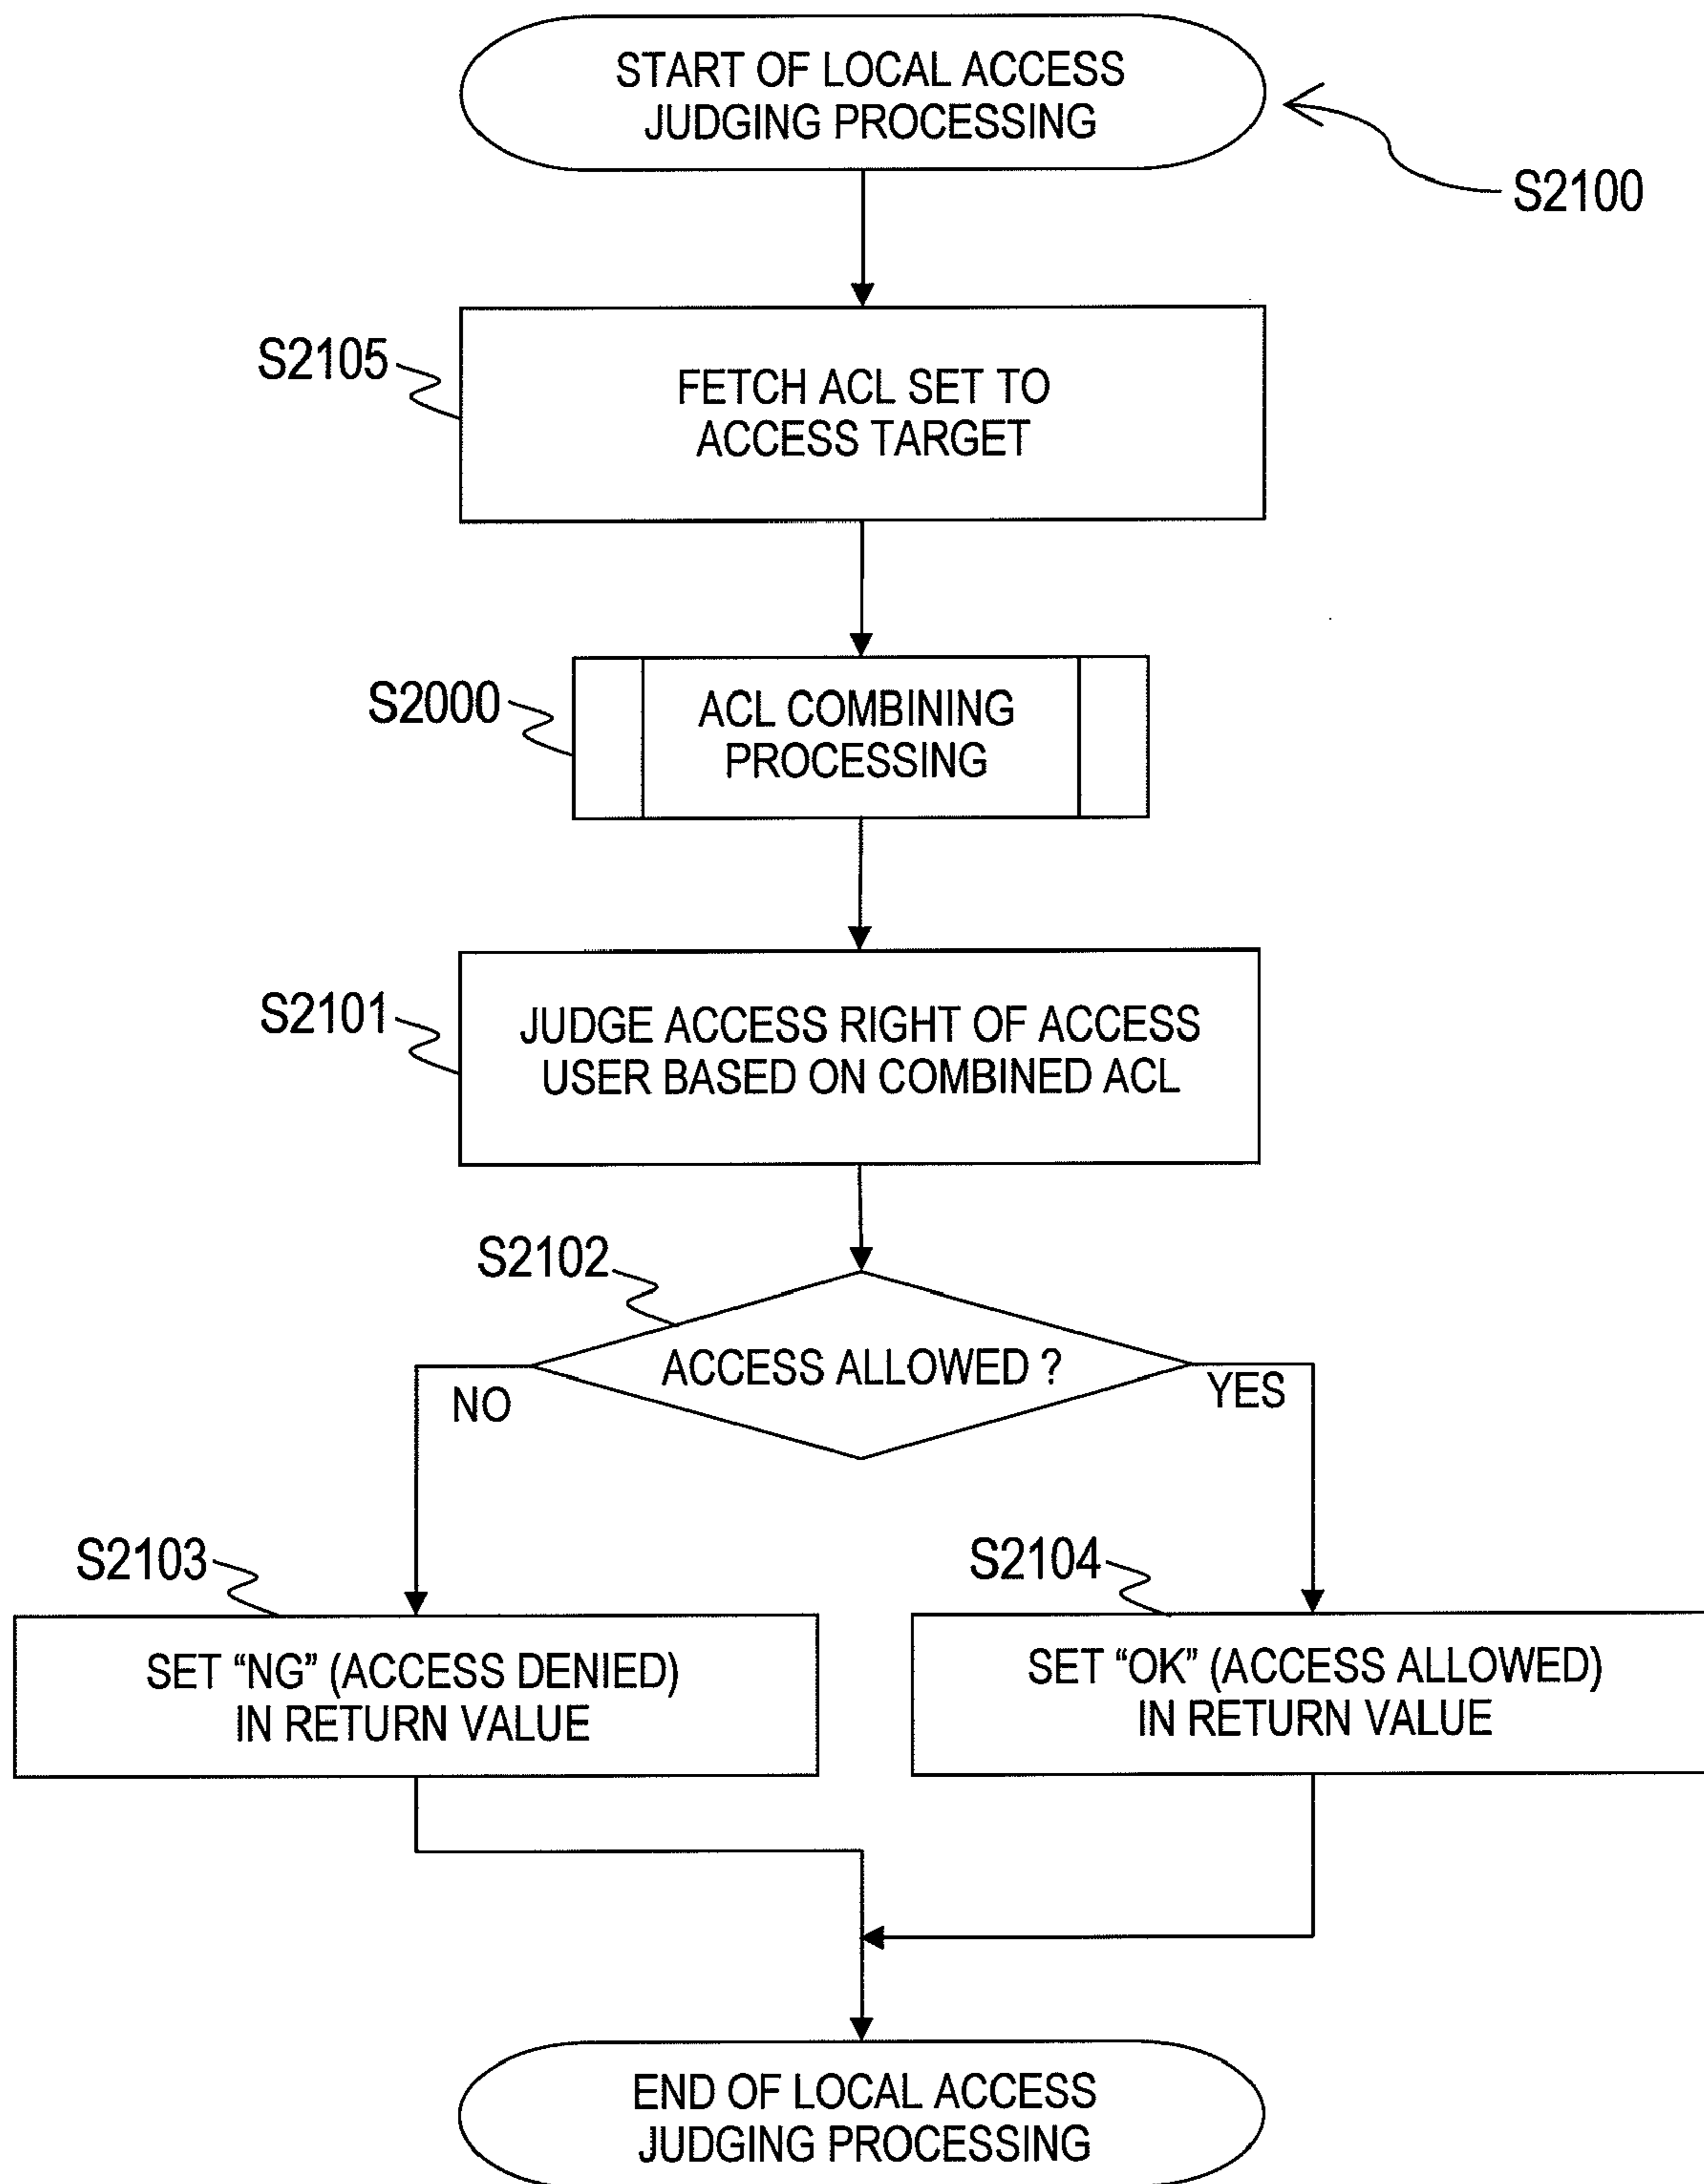 START OF LOCAL ACCESS
JUDGING PROCESSING
S2100
S2105
FETCH ACL SET TO
ACCESS TARGET
S2000
ACL COMBINING
PROCESSING
S2101
JUDGE ACCESS RIGHT OF ACCESS
USER BASED ON COMBINED ACL
S2102
ACCESS ALLOWED ?
NO
YES
S2103
SET “NG” (ACCESS DENIED)
IN RETURN VALUE
S2104
SET “OK” (ACCESS ALLOWED)
IN RETURN VALUE
END OF LOCAL ACCESS
JUDGING PROCESSING